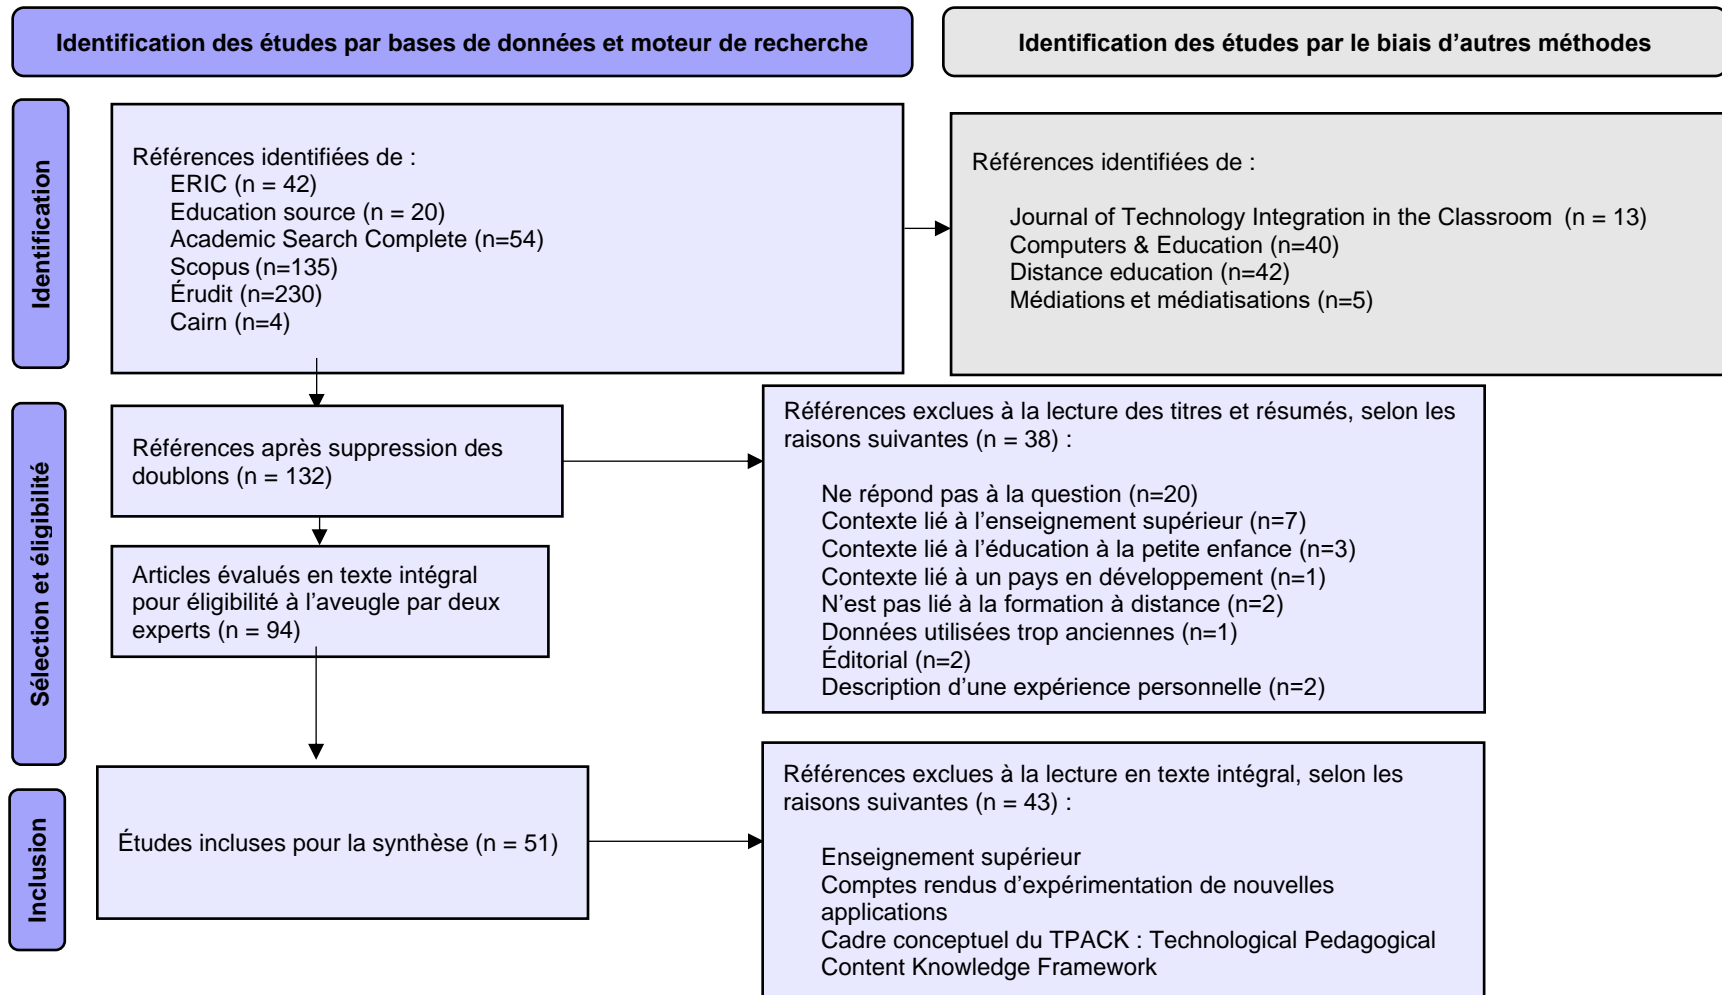 Identification des études par bases de données et moteur de recherche
Identification des études par le biais d'autres méthodes
Identification
Références identifiées de :
ERIC (n = 42)
Education source (n = 20)
Academic Search Complete (n=54)
Scopus (n=135)
Érudit (n=230)
Cairn (n=4)
Références identifiées de :
Journal of Technology Integration in the Classroom (n = 13)
Computers & Education (n=40)
Distance education (n=42)
Médiations et médiatisations (n=5)
Sélection et éligibilité
Références après suppression des
doublons (n = 132)
Références exclues à la lecture des titres et résumés, selon les
raisons suivantes (n = 38) :
Ne répond pas à la question (n=20)
Contexte lié à l'enseignement supérieur (n=7)
Contexte lié à l'éducation à la petite enfance (n=3)
Contexte lié à un pays en développement (n=1)
N'est pas lié à la formation à distance (n=2)
Données utilisées trop anciennes (n=1)
Éditorial (n=2)
Description d'une expérience personnelle (n=2)
Articles évalués en texte intégral
pour éligibilité à l'aveugle par deux
experts (n = 94)
Inclusion
Études incluses pour la synthèse (n = 51)
Références exclues à la lecture en texte intégral, selon les
raisons suivantes (n = 43) :
Enseignement supérieur
Comptes rendus d'expérimentation de nouvelles
applications
Cadre conceptuel du TPACK : Technological Pedagogical
Content Knowledge Framework